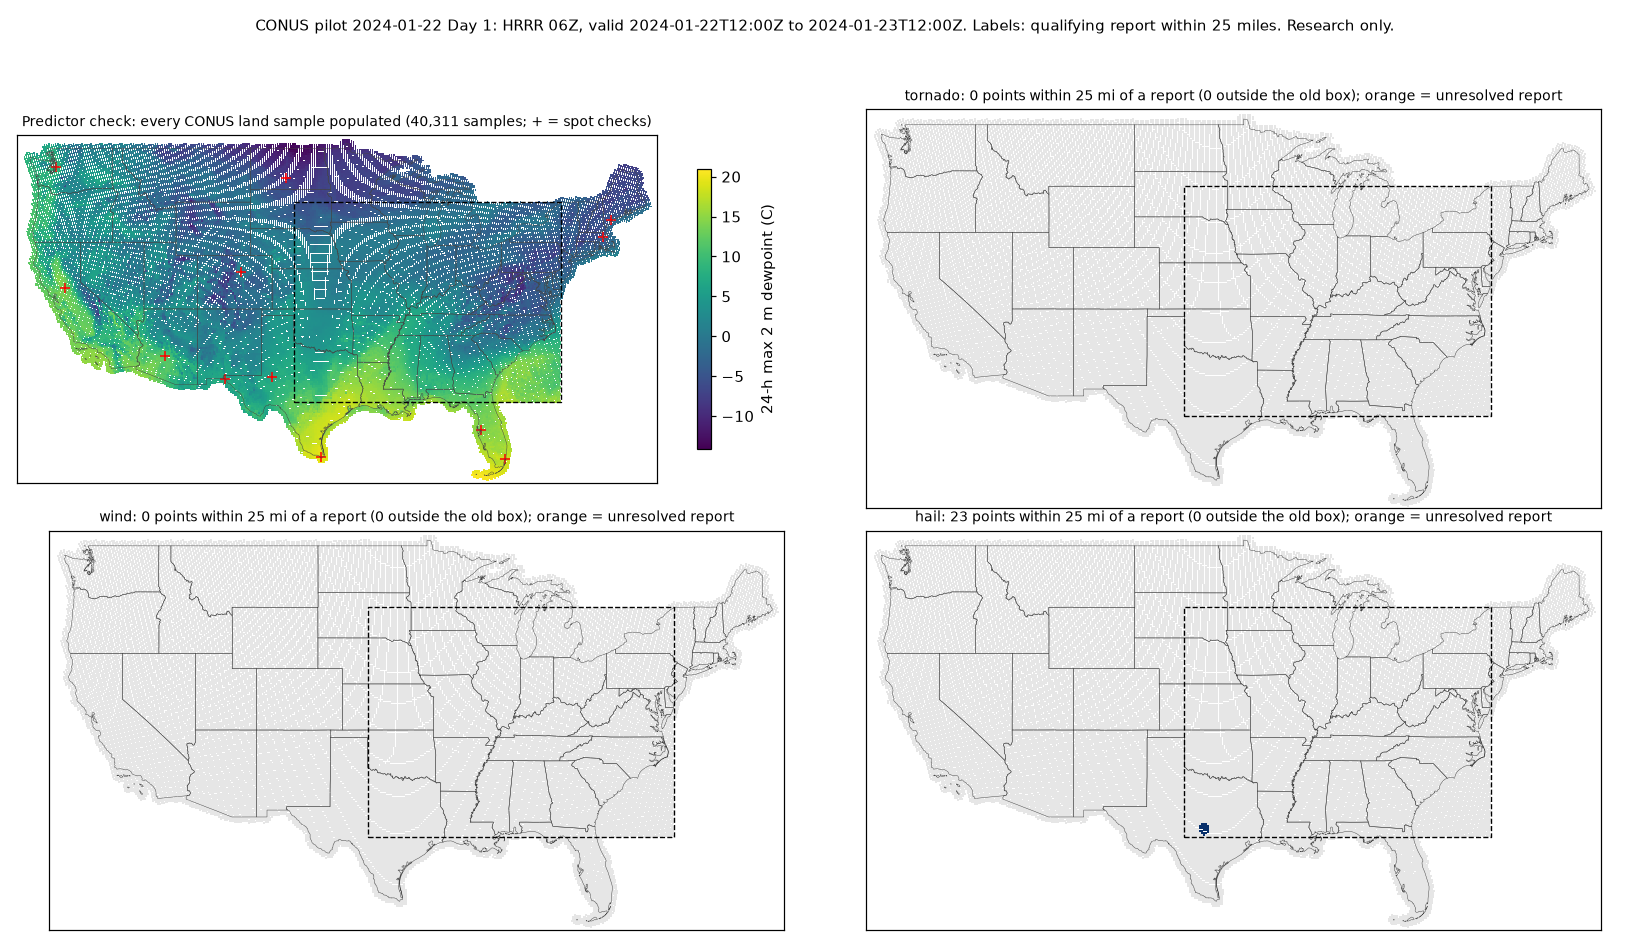 CONUS pilot 2024-01-22 Day 1: HRRR 06Z, valid 2024-01-22T12:00Z to 2024-01-23T12:00Z. Labels: qualifying report within 25 miles. Research only.
Predictor check: every CONUS land sample populated (40,311 samples; + = spot checks)
20
15
10
5
0
−5
−10
24-h max 2 m dewpoint (C)
tornado: 0 points within 25 mi of a report (0 outside the old box); orange = unresolved report
wind: 0 points within 25 mi of a report (0 outside the old box); orange = unresolved report
hail: 23 points within 25 mi of a report (0 outside the old box); orange = unresolved report